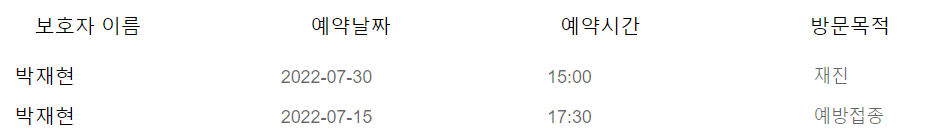 보호자 이름 예약날짜 예약시간 방문목적
박재현 2022-07-30 15:00 재진
박재현 2022-07-15 17:30 예방접종